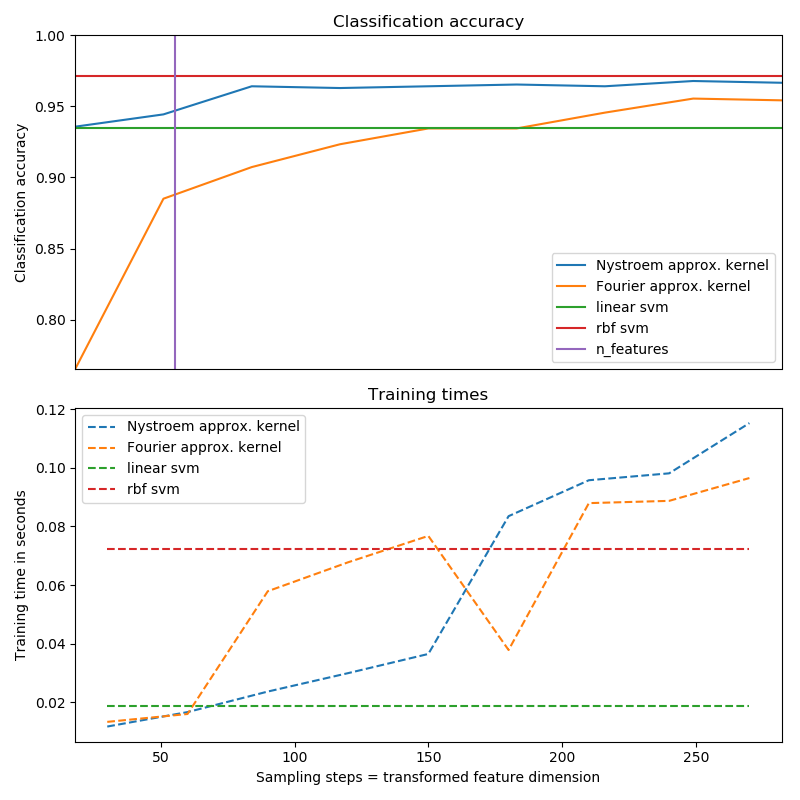 Classification accuracy
1.00
0.95
0.90
0.85
0.80
Classification accuracy
Nystroem approx. kernel
Fourier approx. kernel
linear svm
rbf svm
n_features
Training times
0.12
0.10
0.08
0.06
0.04
0.02
Training time in seconds
Nystroem approx. kernel
Fourier approx. kernel
linear svm
rbf svm
50 100 150 200 250
Sampling steps = transformed feature dimension